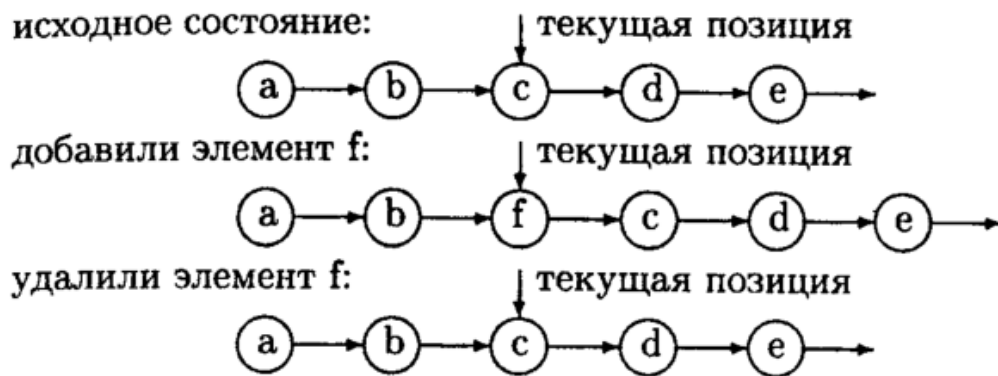 исходное состояние: текущая позиция
a b c d e
добавили элемент f: текущая позиция
a b f c d e
удалили элемент f: текущая позиция
a b c d e